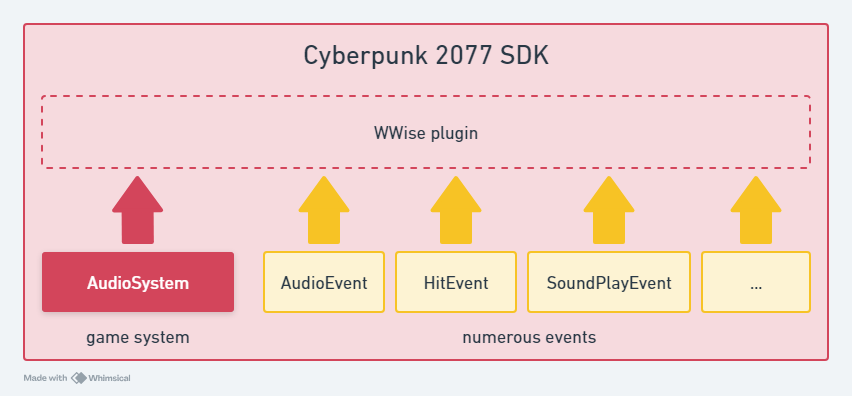 Cyberpunk 2077 SDK
WWise plugin
AudioSystem
AudioEvent
HitEvent
SoundPlayEvent
...
game system
numerous events
Made with Whimsical